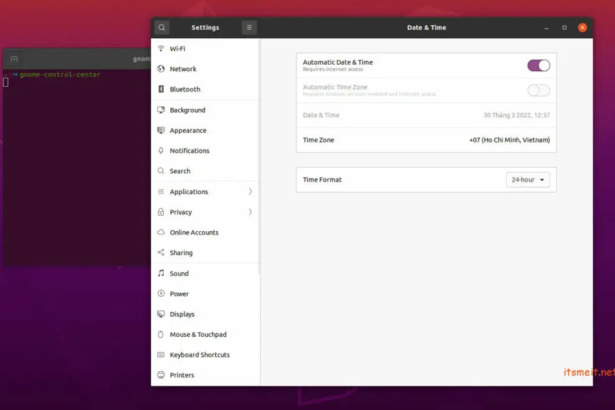 Settings
Date & Time
gnom
gnome-control-center
Wi-Fi
Network
Bluetooth
Background
Appearance
Notifications
Search
Applications
Privacy
Online Accounts
Sharing
Sound
Power
Displays
Mouse & Touchpad
Keyboard Shortcuts
Printers
Automatic Date & Time
Requires internet access
Automatic Time Zone
Requires location services enabled and internet access
Date & Time
30 Tháng 3 2022, 12:37
Time Zone
+07 (Ho Chi Minh, Vietnam)
Time Format
24-hour
itsmeit.net